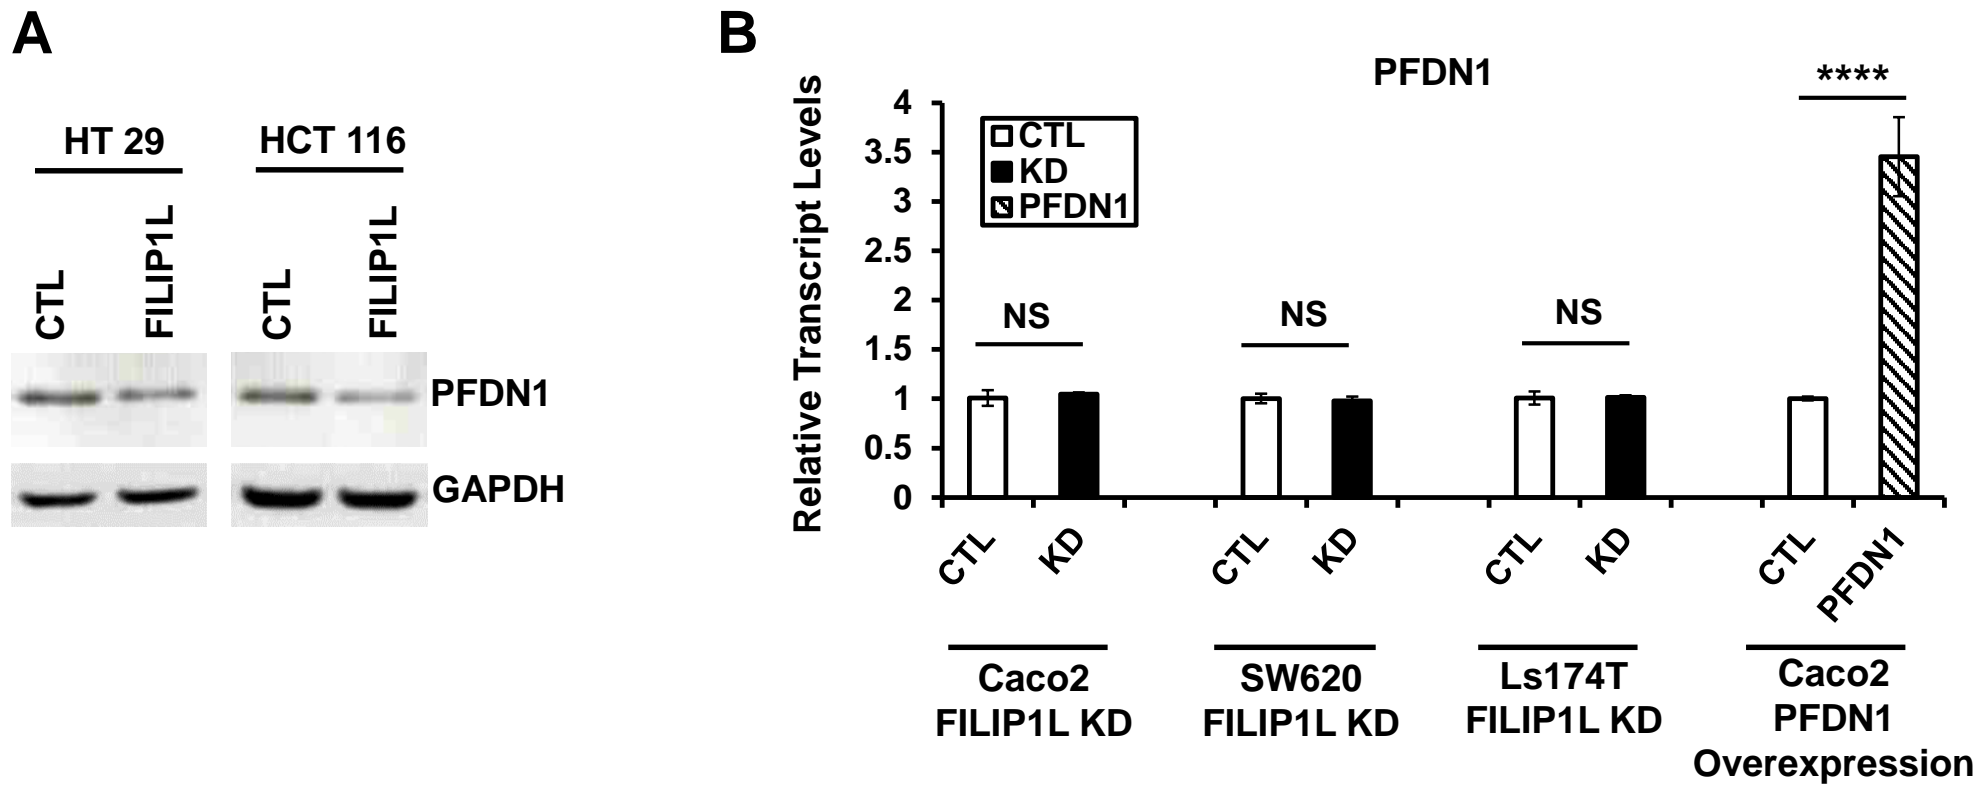 A
HT 29
HCT 116
CTL
FILIP1L
CTL
FILIP1L
PFDN1
GAPDH
B
PFDN1
****
Relative Transcript Levels
4
3.5
3
2.5
2
1.5
1
0.5
0
CTL
KD
PFDN1
NS
NS
NS
CTL
KD
CTL
KD
CTL
KD
CTL
PFDN1
Caco2
FILIP1L KD
SW620
FILIP1L KD
Ls174T
FILIP1L KD
Caco2
PFDN1
Overexpression